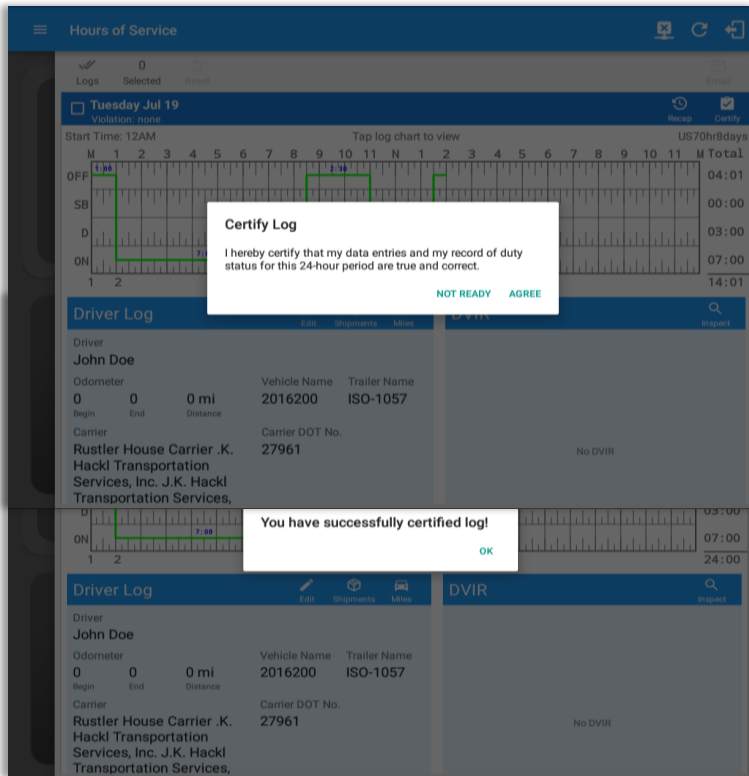 Hours of Service
Logs
0
Selected
Reset
Email
Tuesday Jul 19
Violation: none
Recap
Certify
Start Time: 12AM
Tap log chart to view
US70hr8days
M 1 2 3 4 5 6 7 8 9 10 11 N 1 2 3 4 5 6 7 8 9 10 11 M Total
1:00
OFF
04:01
SB
00:00
D
03:00
ON
07:00
1 2
14:01
Certify Log
I hereby certify that my data entries and my record of duty
status for this 24-hour period are true and correct.
NOT READY AGREE
Driver Log
Edit Shipments Miles
DVIR
Inspect
Driver
John Doe
Odometer
Vehicle Name Trailer Name
0 0 0 mi 2016200 ISO-1057
Begin End Distance
Carrier
Carrier DOT No.
Rustler House Carrier .K. 27961
Hackl Transportation
Services, Inc. J.K. Hackl
Transportation Services,
No DVIR
D
03:00
ON
7:00
07:00
1 2
24:00
You have successfully certified log!
OK
Driver Log
Edit Shipments Miles
DVIR
Inspect
Driver
John Doe
Odometer
Vehicle Name Trailer Name
0 0 0 mi 2016200 ISO-1057
Begin End Distance
Carrier
Carrier DOT No.
Rustler House Carrier .K. 27961
Hackl Transportation
Services, Inc. J.K. Hackl
Transportation Services,
No DVIR